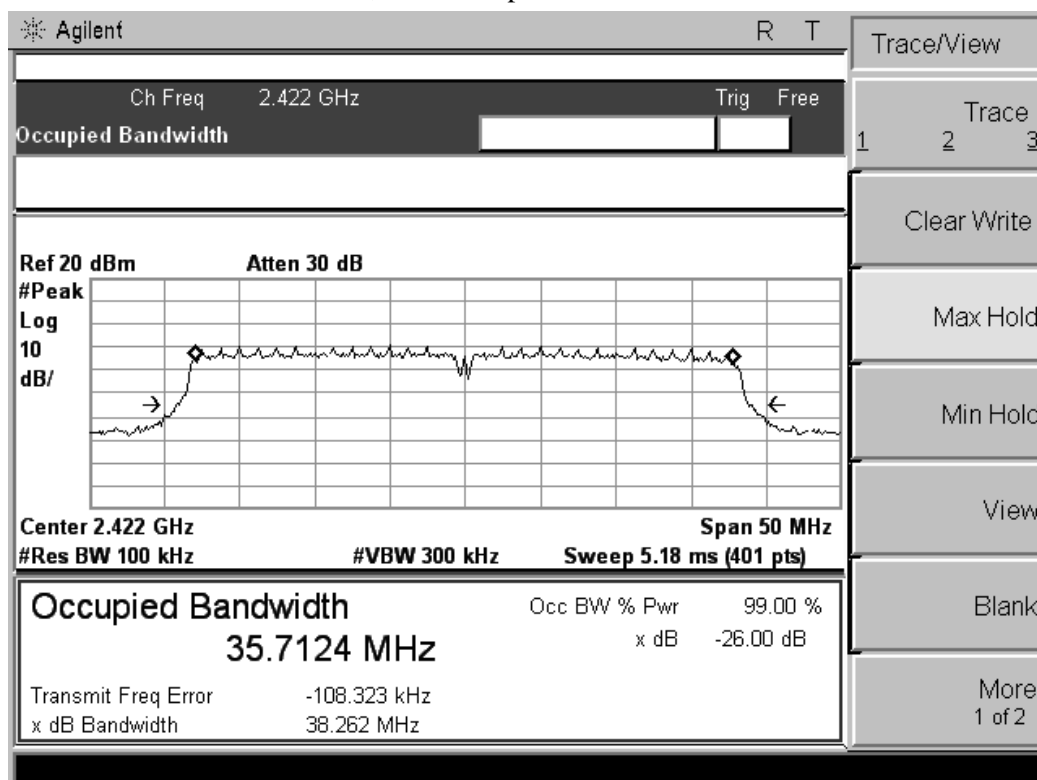 Agilent R T
Ch Freq 2.422 GHz Trig Free
Occupied Bandwidth
Ref 20 dBm Atten 30 dB
#Peak
Log
10
dB/
Center 2.422 GHz Span 50 MHz
#Res BW 100 kHz #VBW 300 kHz Sweep 5.18 ms (401 pts)
Occupied Bandwidth Occ BW % Pwr 99.00 %
35.7124 MHz x dB -26.00 dB
Transmit Freq Error -108.323 kHz
x dB Bandwidth 38.262 MHz
Trace/View
Trace
1 2 3
Clear Write
Max Hold
Min Hold
View
Blank
More
1 of 2